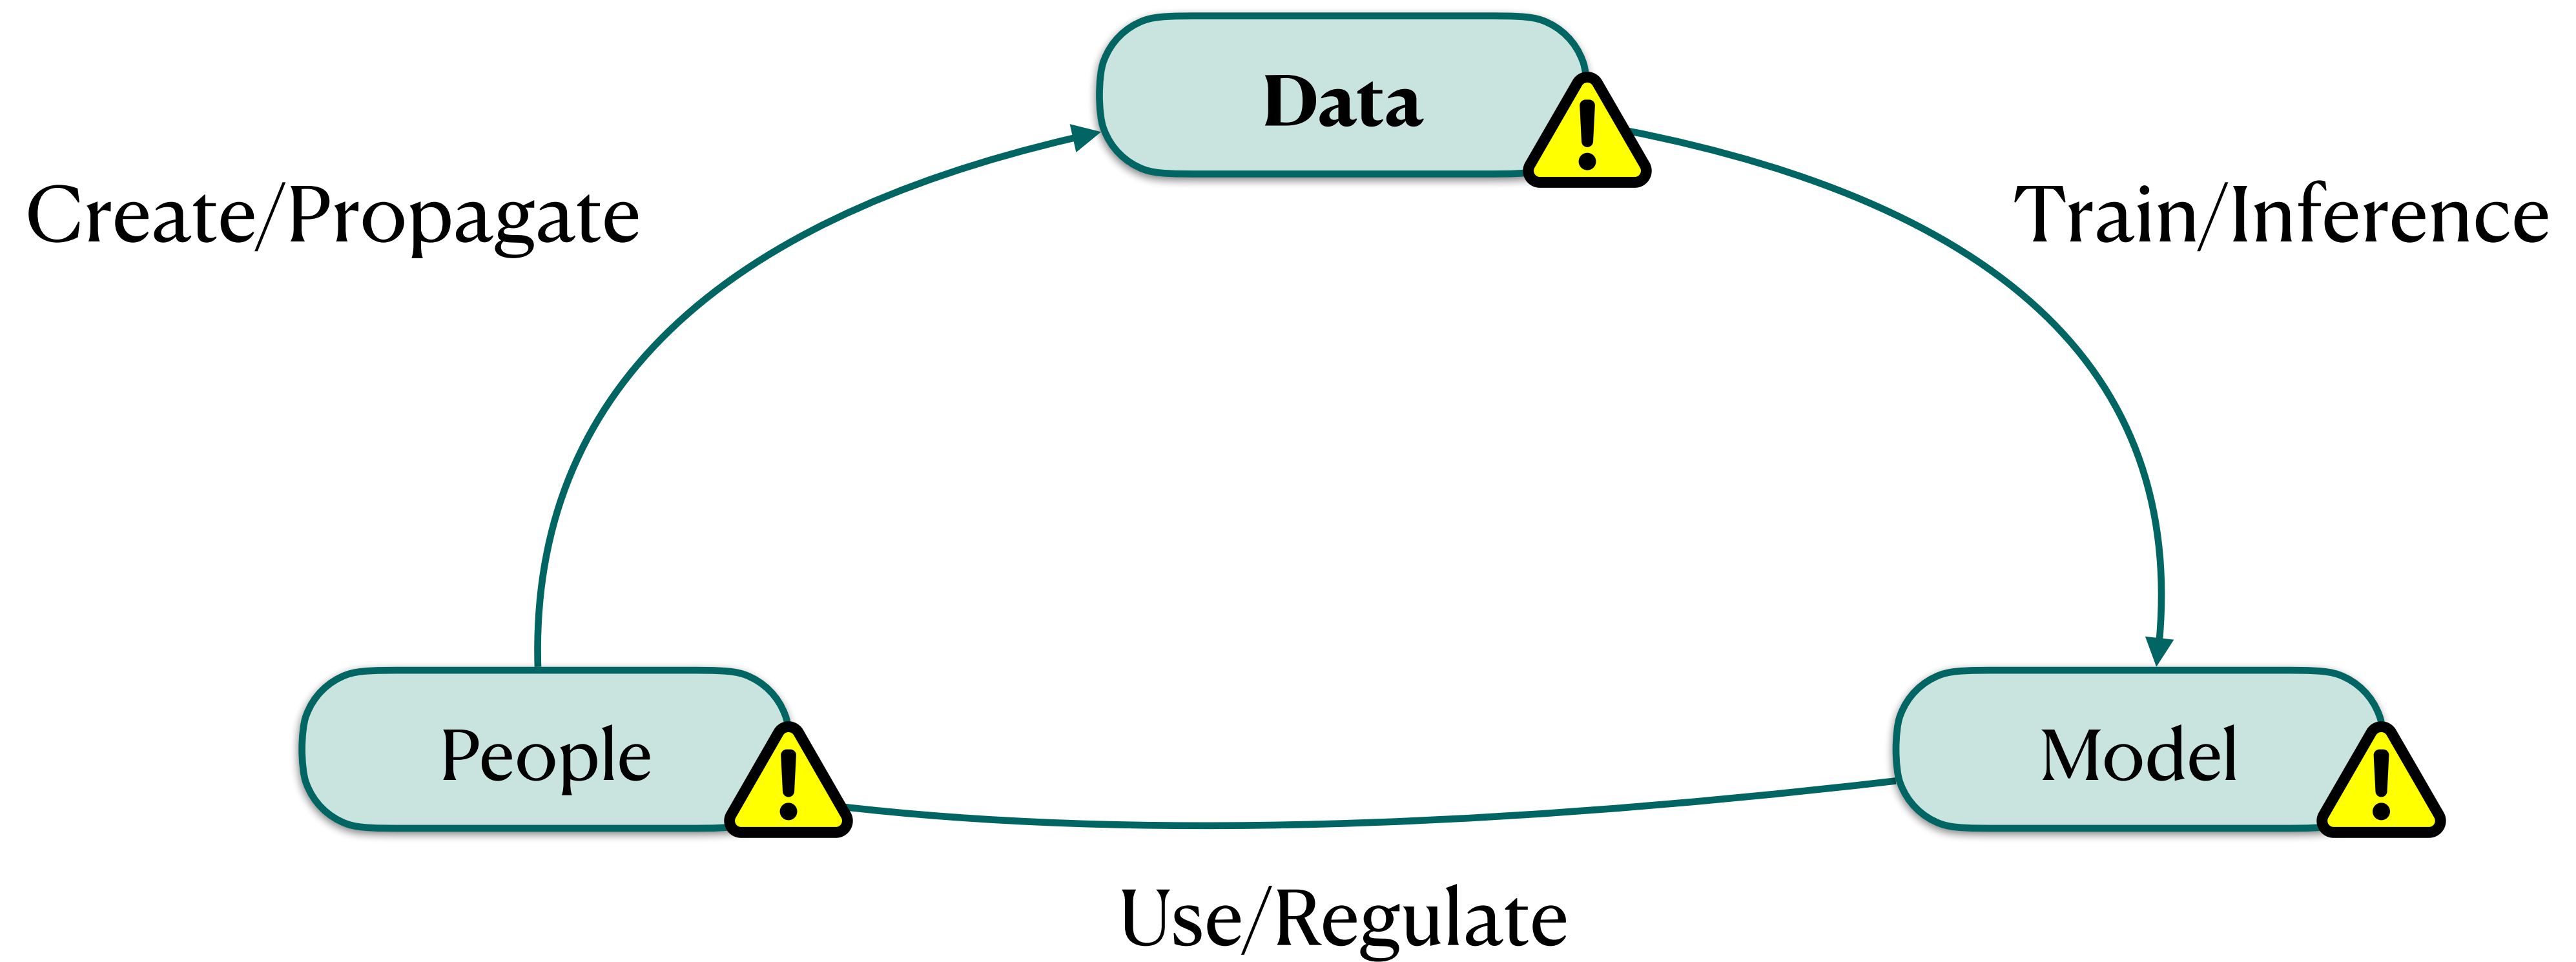 Data
Create/Propagate
Train/Inference
People
Model
Use/Regulate